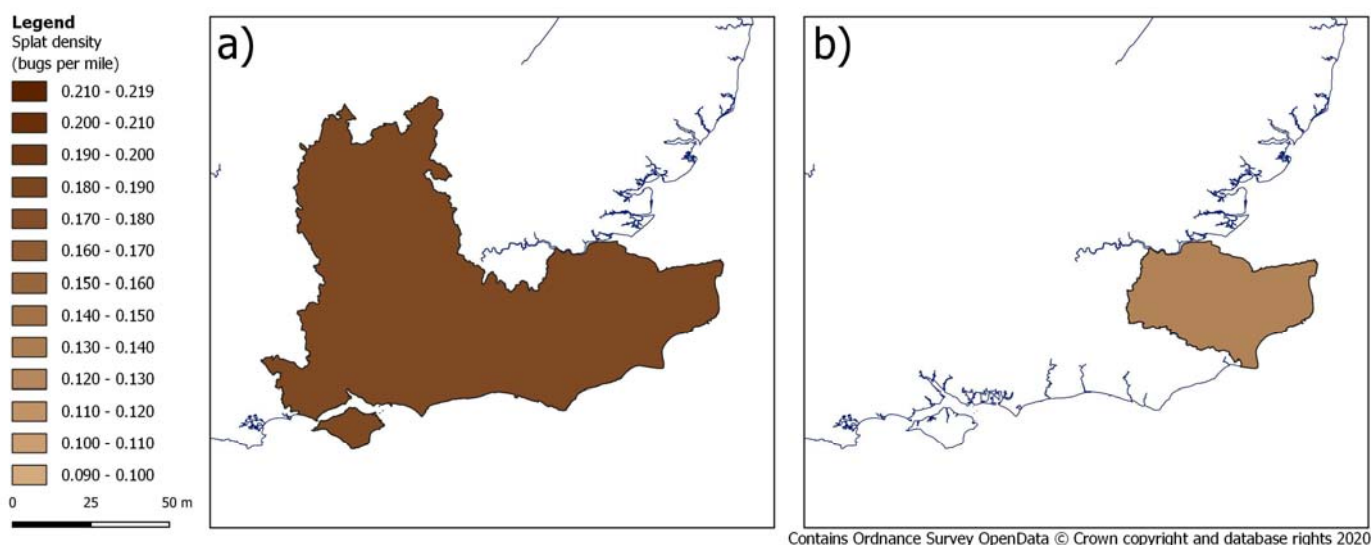 Legend
Splat density
(bugs per mile)
0.210 - 0.219
0.200 - 0.210
0.190 - 0.200
0.180 - 0.190
0.170 - 0.180
0.160 - 0.170
0.150 - 0.160
0.140 - 0.150
0.130 - 0.140
0.120 - 0.130
0.110 - 0.120
0.100 - 0.110
0.090 - 0.100
0 25 50 m
a)
b)
Contains Ordnance Survey OpenData © Crown copyright and database rights 2020